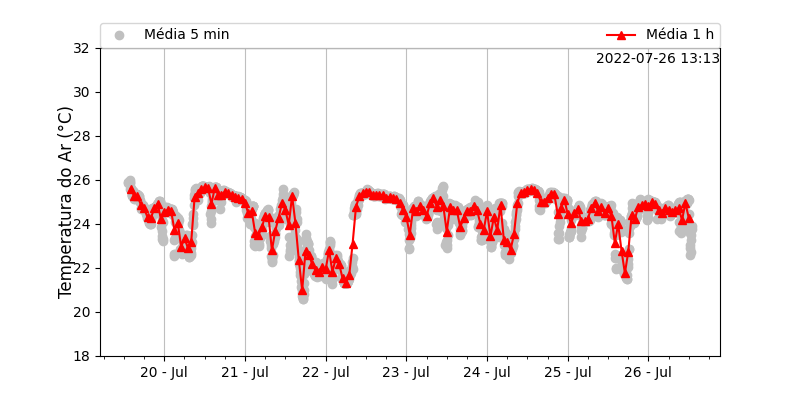 Média 5 min
Média 1 h
2022-07-26 13:13
Temperatura do Ar (°C)
32
30
28
26
24
22
20
18
20 - Jul
21 - Jul
22 - Jul
23 - Jul
24 - Jul
25 - Jul
26 - Jul